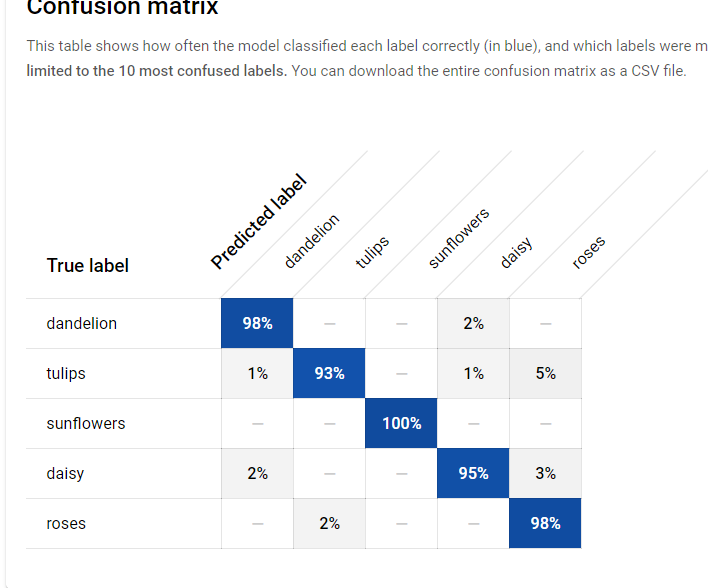 Confusion matrix
This table shows how often the model classified each label correctly (in blue), and which labels were m
limited to the 10 most confused labels. You can download the entire confusion matrix as a CSV file.
True label Predicted label dandelion tulips sunflowers daisy roses
dandelion 98% — — 2% —
tulips 1% 93% — 1% 5%
sunflowers — — 100% — —
daisy 2% — — 95% 3%
roses — 2% — — 98%